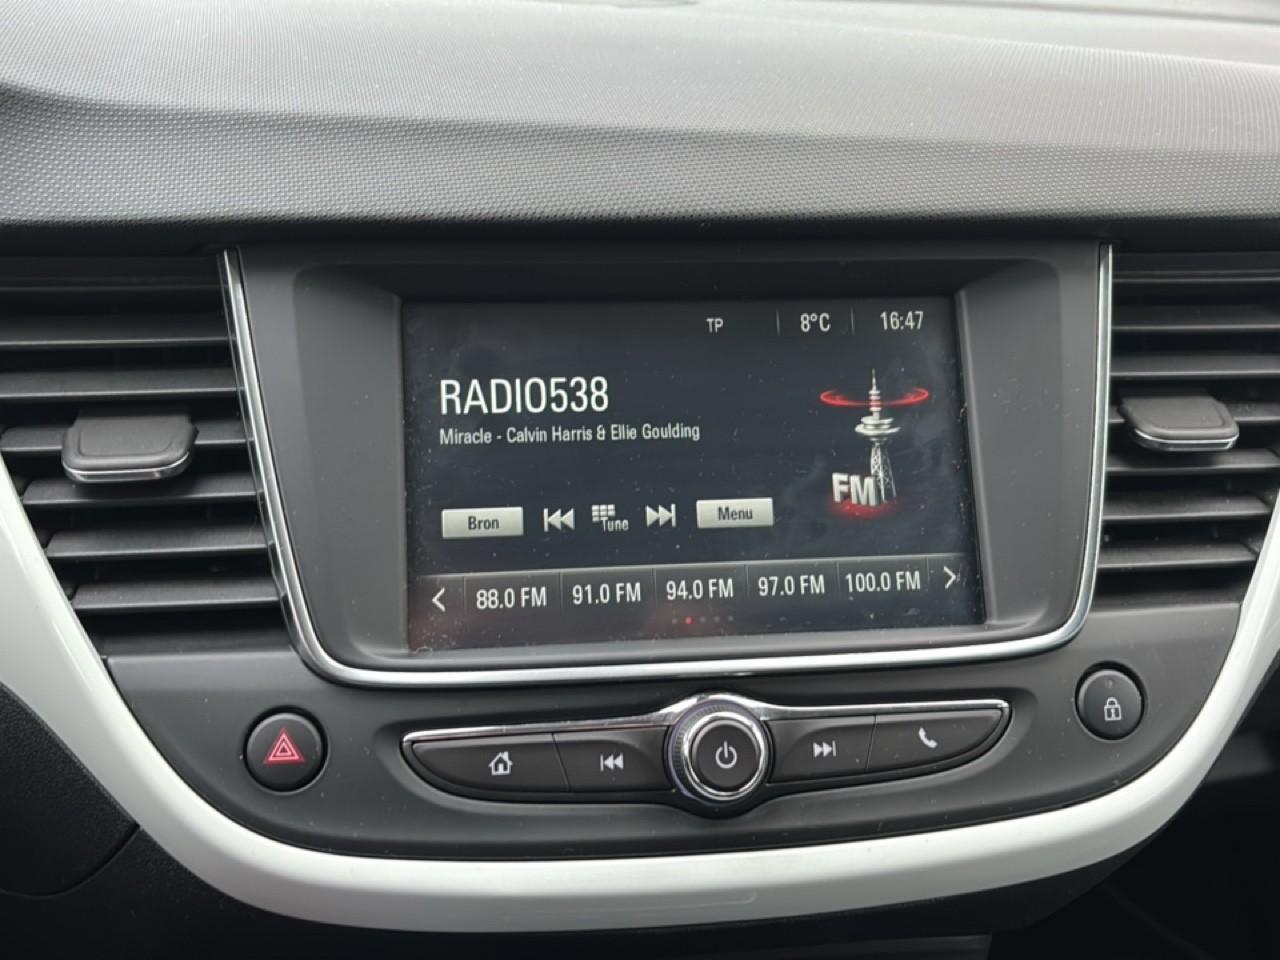 TP 8°C 16:47
RADIO538
Miracle - Calvin Harris & Ellie Goulding
FM
Bron Tune Menu
88.0 FM 91.0 FM 94.0 FM 97.0 FM 100.0 FM